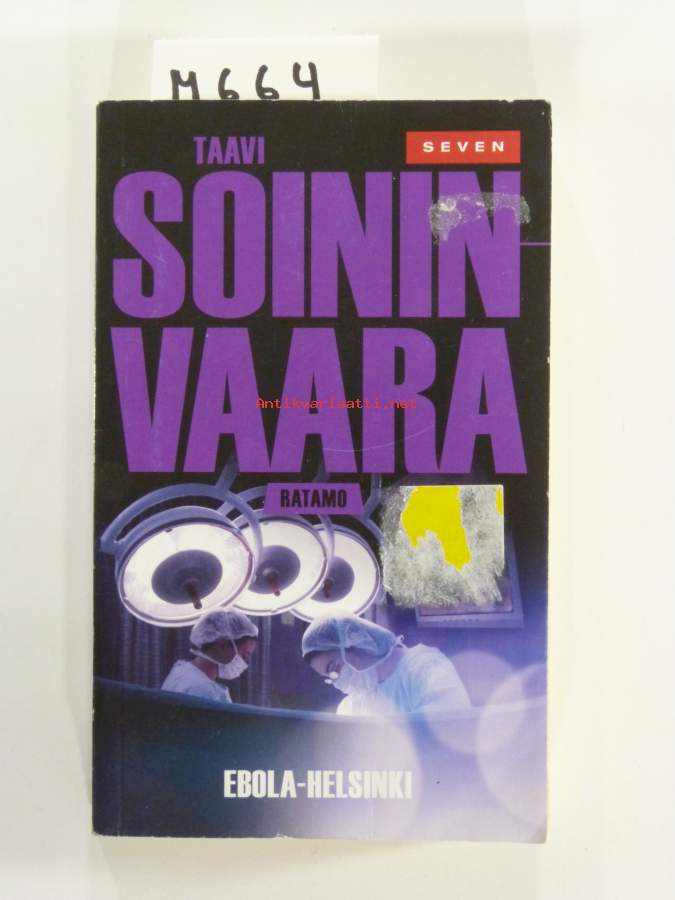 M664
TAAVI
SEVEN
SOININ
VAARA
Antikvariaatti.net
RATAMO
EBOLA-HELSINKI